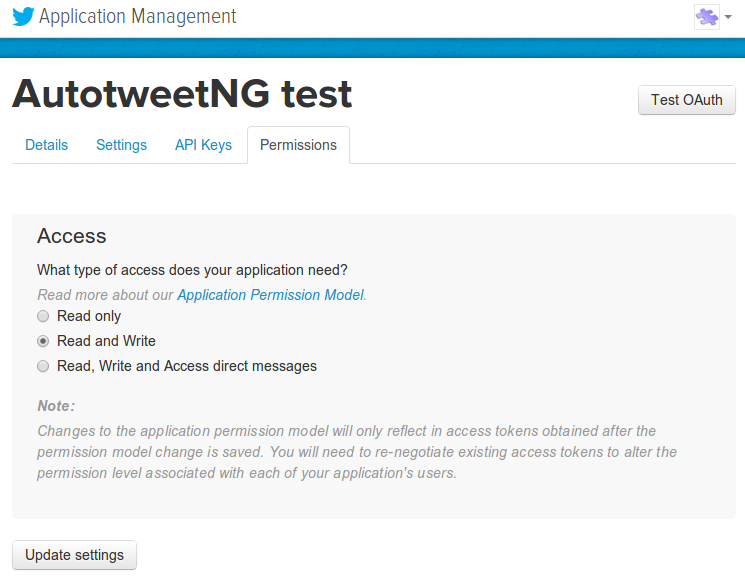 Application Management
AutotweetNG test
Test OAuth
Details
Settings
API Keys
Permissions
Access
What type of access does your application need?
Read more about our Application Permission Model.
Read only
Read and Write
Read, Write and Access direct messages
Note:
Changes to the application permission model will only reflect in access tokens obtained after the
permission model change is saved. You will need to re-negotiate existing access tokens to alter the
permission level associated with each of your application's users.
Update settings